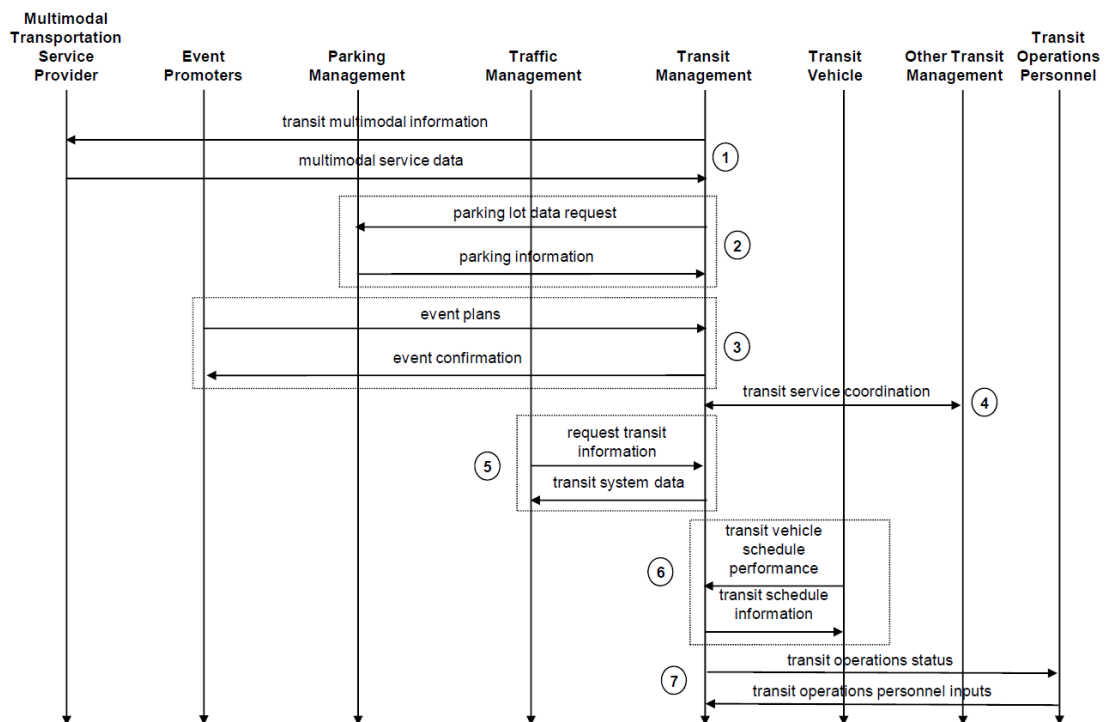 Multimodal
Transportation
Service
Provider
Event
Promoters
Parking
Management
Traffic
Management
Transit
Management
Transit
Vehicle
Other Transit
Management
Transit
Operations
Personnel
transit multimodal information
1
multimodal service data
parking lot data request
2
parking information
event plans
3
event confirmation
transit service coordination
4
request transit
information
5
transit system data
transit vehicle
schedule
performance
6
transit schedule
information
transit operations status
7
transit operations personnel inputs